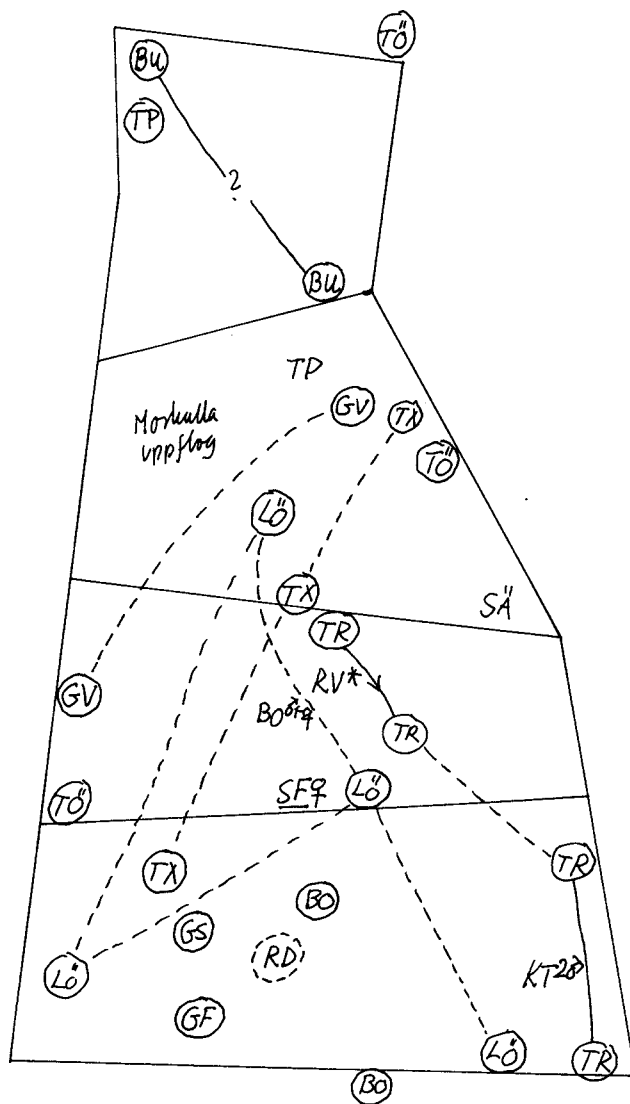 TÖ
BU
TP
?
BU
TP
GV
TX
Morkulla
uppflog
TÖ
LÖ
TX
SÄ
TR
RV*
GV
BO♂+♀
TR
LÖ
SF♀
TÖ
TR
TX
BO
GS
RD
LÖ
KT
GF
LÖ
TR
BO